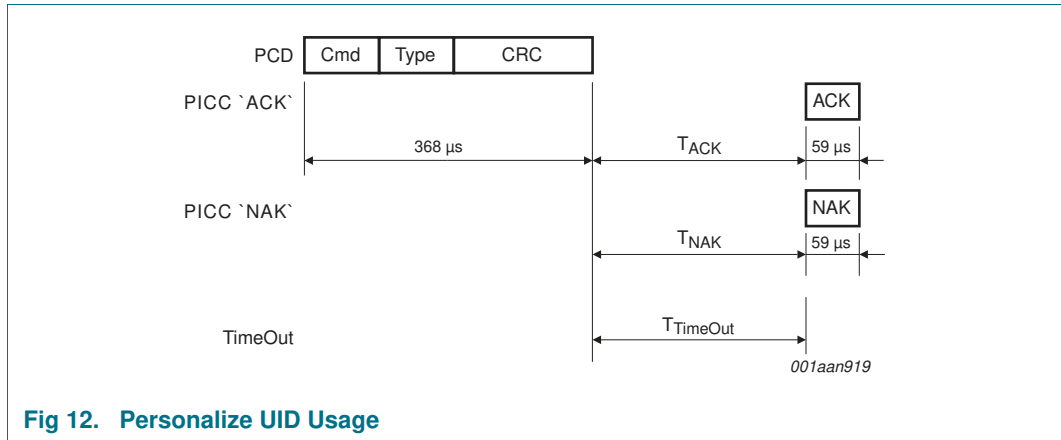 PCD Cmd Type CRC
PICC `ACK` ACK
368 µs TACK 59 µs
PICC `NAK` NAK
TNAK 59 µs
TimeOut TTimeOut
001aan919
Fig 12. Personalize UID Usage